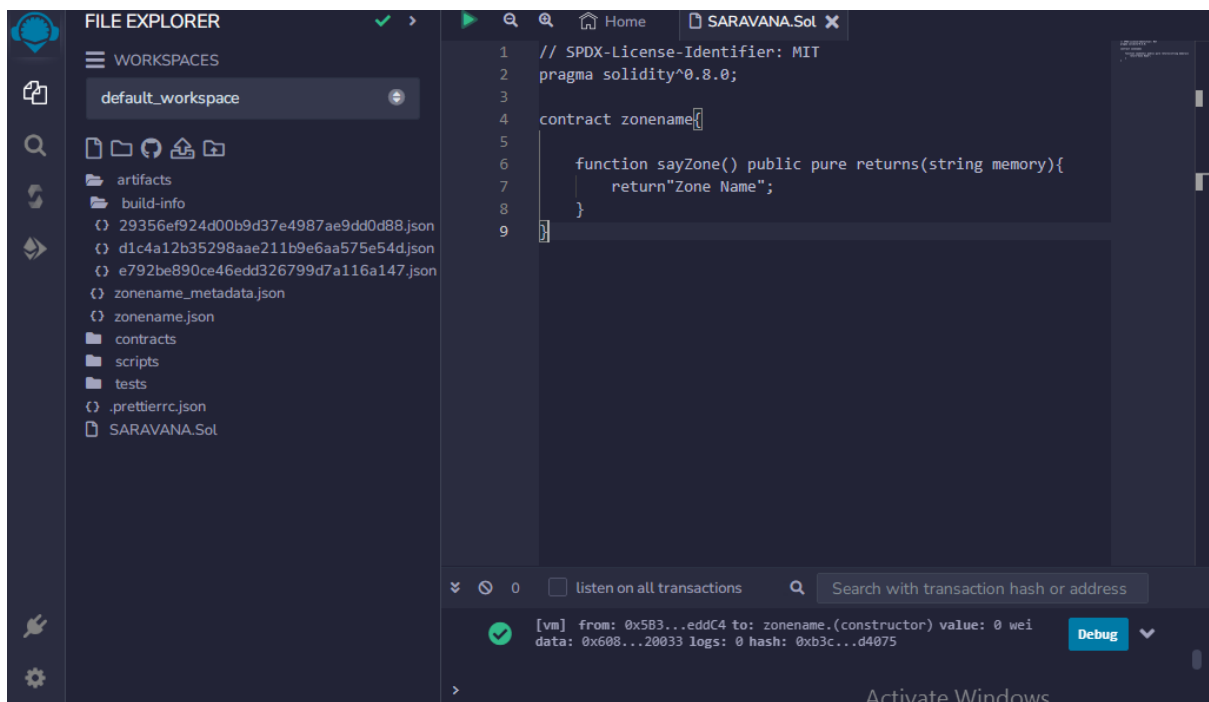 FILE EXPLORER
WORKSPACES
default_workspace
artifacts
build-info
{} 29356ef924d00b9d37e4987ae9dd0d88.json
{} d1c4a12b35298aae211b9e6aa575e54d.json
{} e792be890ce46edd326799d7a116a147.json
{} zonename_metadata.json
{} zonename.json
contracts
scripts
tests
{} .prettierrc.json
SARAVANA.Sol
Home
SARAVANA.Sol
1 // SPDX-License-Identifier: MIT
2 pragma solidity^0.8.0;
3
4 contract zonename{
5
6 function sayZone() public pure returns(string memory){
7 return"Zone Name";
8 }
9 }
0 listen on all transactions Search with transaction hash or address
[vm] from: 0x5B3...eddC4 to: zonename.(constructor) value: 0 wei
data: 0x608...20033 logs: 0 hash: 0xb3c...d4075
Debug
>
Activate Windows